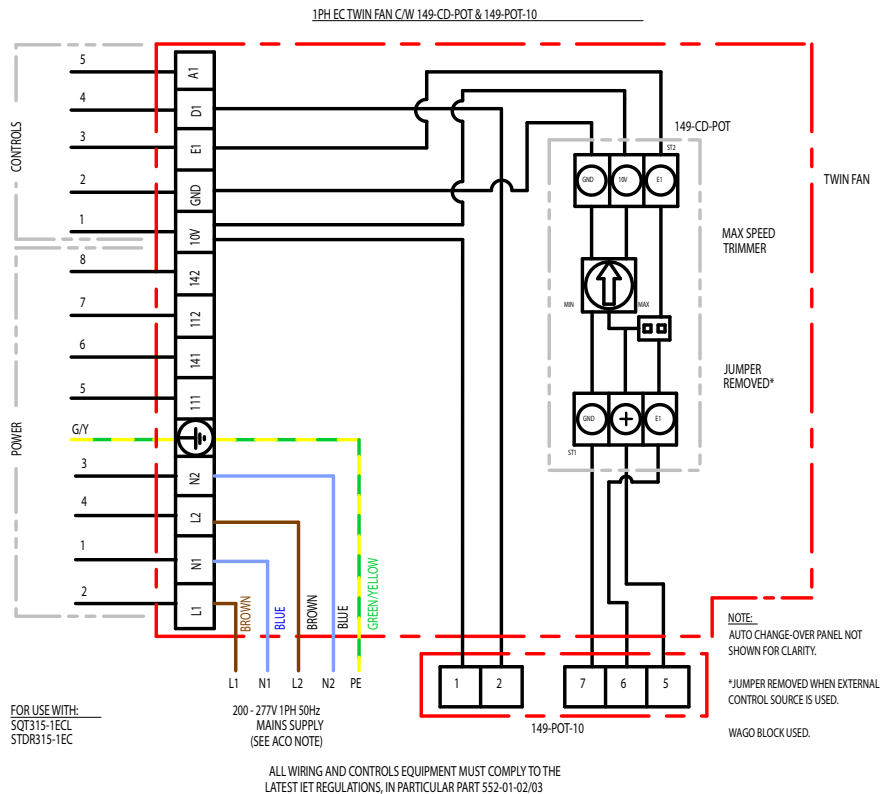 1PH EC TWIN FAN C/W 149-CD-POT & 149-POT-10
CONTROLS
5
4
3
2
1
POWER
8
7
6
5
G/Y
3
4
1
2
A1
D1
E1
GND
10V
142
112
141
111
N2
L2
N1
L1
BROWN
BLUE
BROWN
BLUE
GREEN/YELLOW
L1
N1
L2
N2
PE
200 - 277V 1PH 50Hz
MAINS SUPPLY
(SEE ACO NOTE)
149-CD-POT
ST2
GND
10V
E1
MAX SPEED
TRIMMER
MIN
MAX
JUMPER
REMOVED*
GND
E1
ST1
TWIN FAN
1
2
7
6
5
149-POT-10
NOTE:
AUTO CHANGE-OVER PANEL NOT
SHOWN FOR CLARITY.
*JUMPER REMOVED WHEN EXTERNAL
CONTROL SOURCE IS USED.
WAGO BLOCK USED.
FOR USE WITH:
SQT315-1ECL
STDR315-1EC
ALL WIRING AND CONTROLS EQUIPMENT MUST COMPLY TO THE
LATEST IET REGULATIONS, IN PARTICULAR PART 552-01-02/03